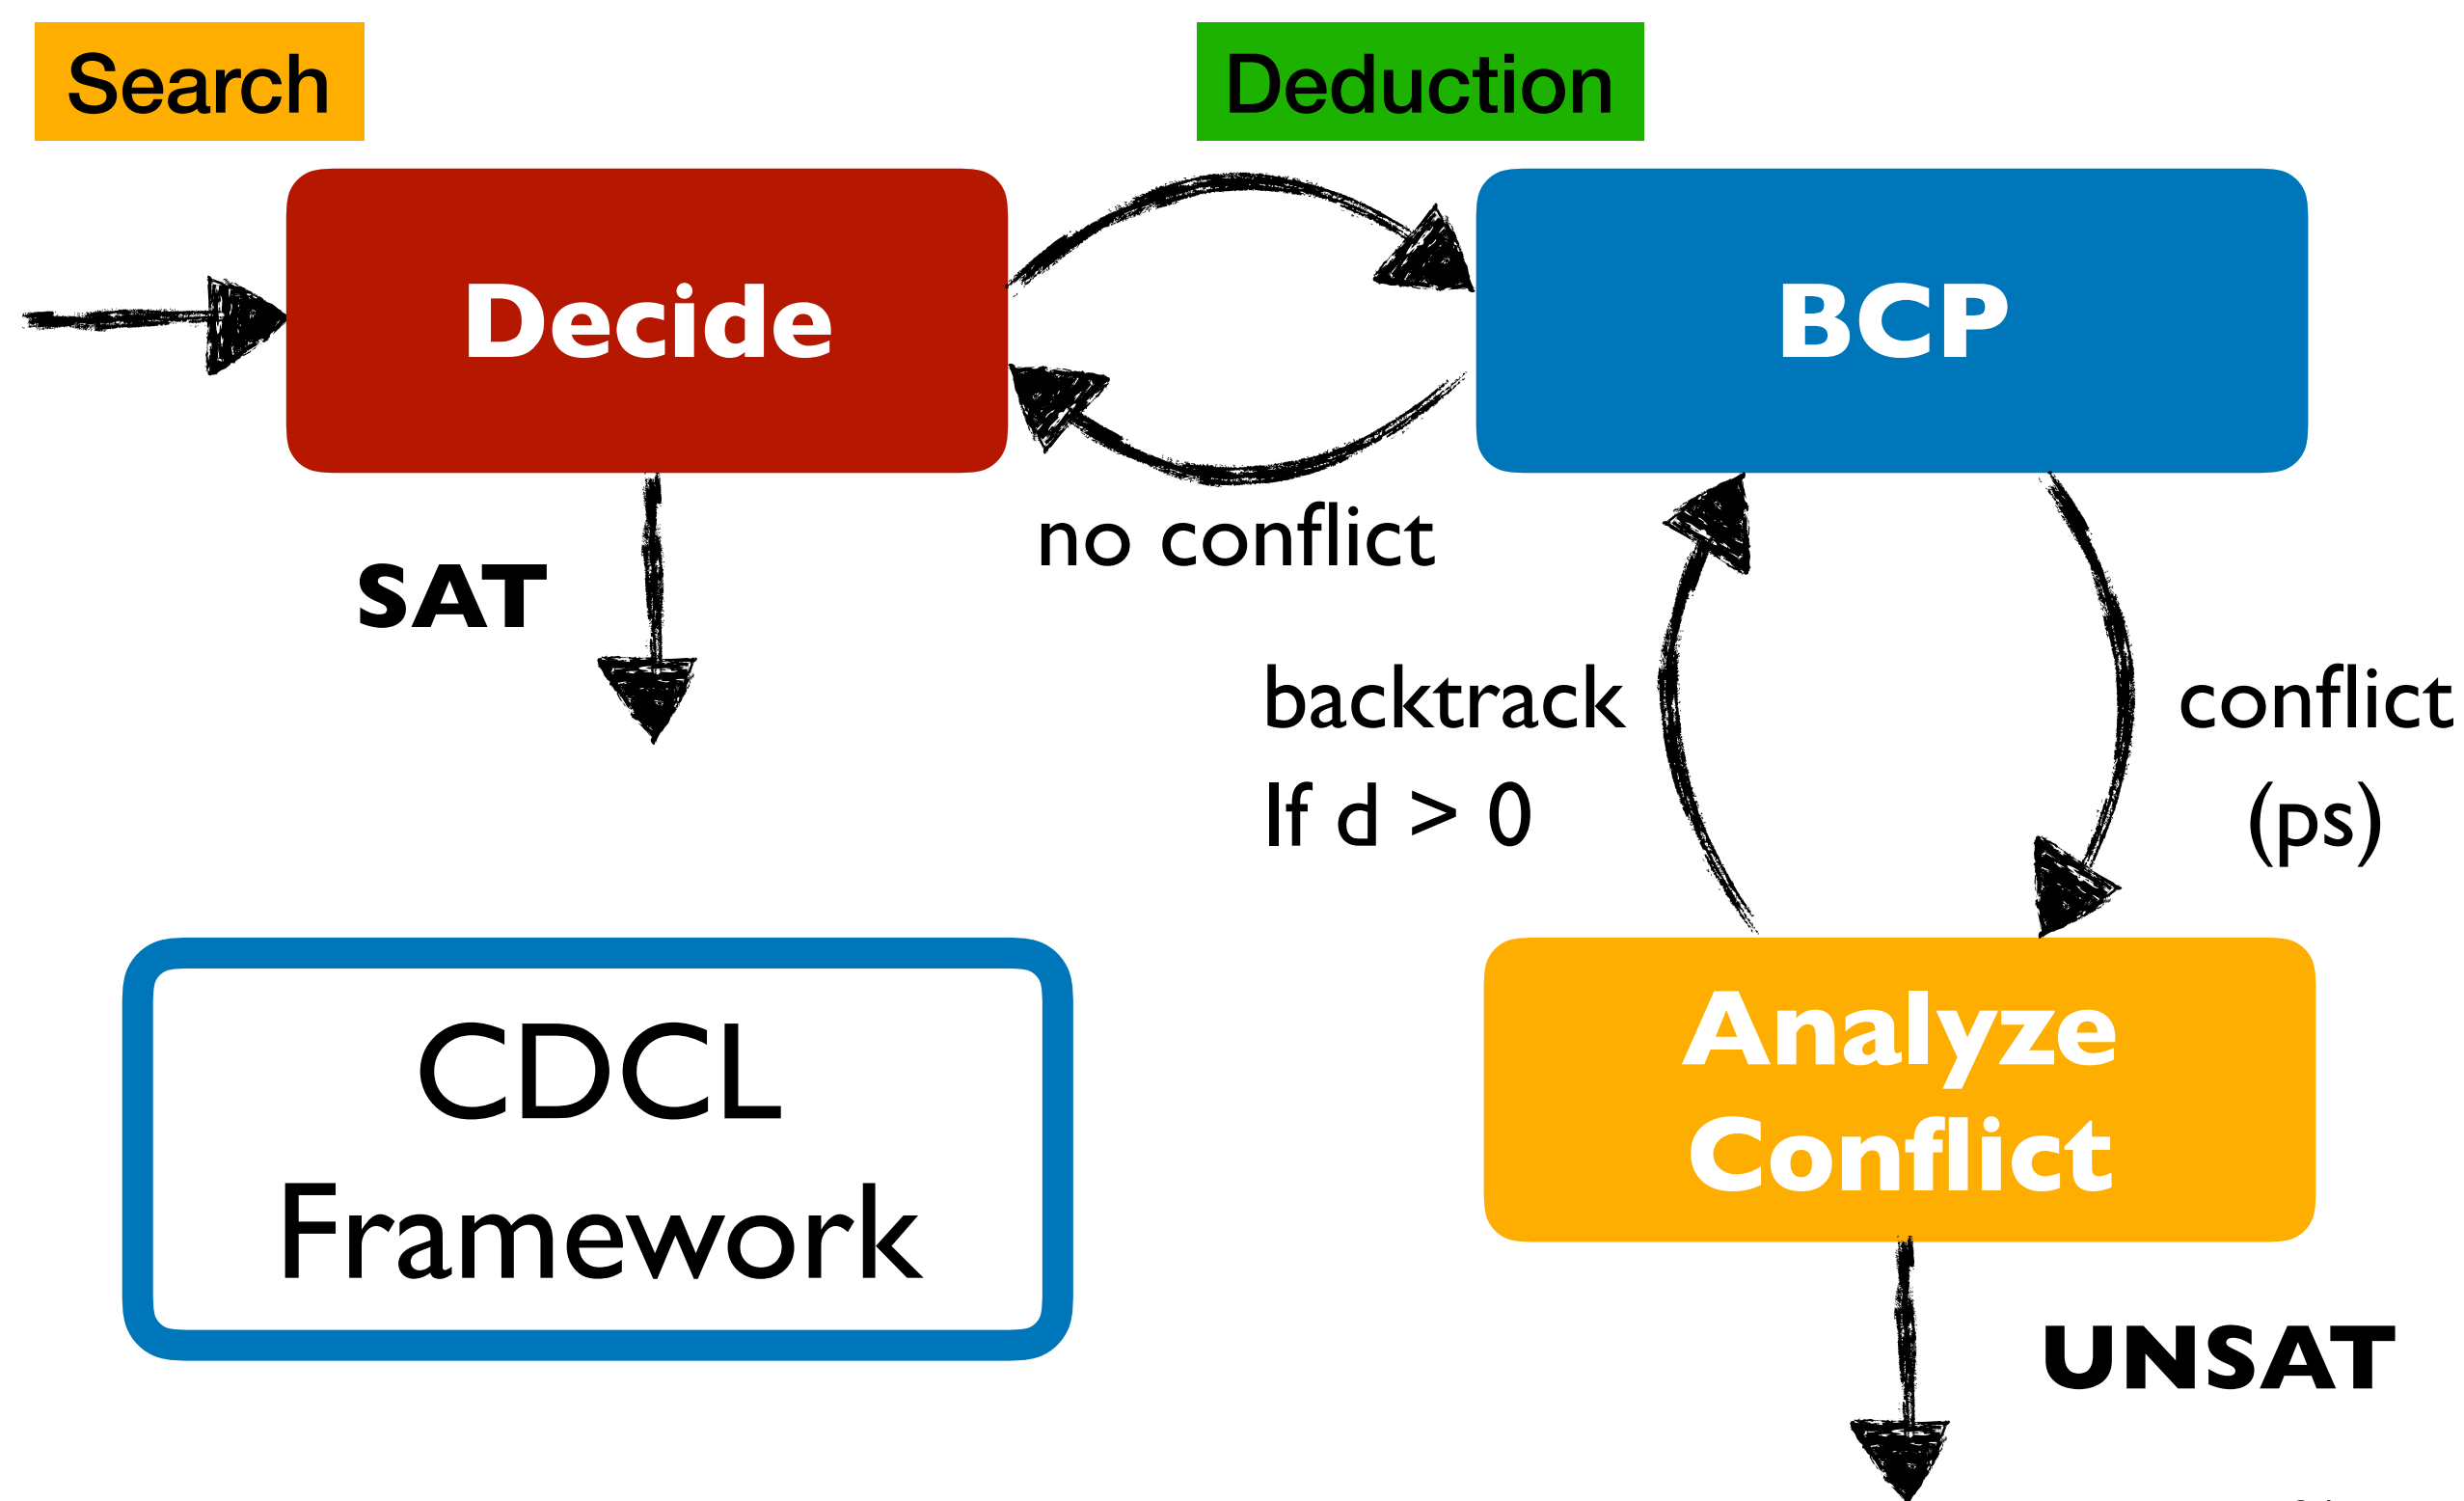 Search
Deduction
Decide
BCP
no conflict
SAT
backtrack
If d > 0
conflict
(ps)
CDCL
Framework
Analyze
Conflict
UNSAT